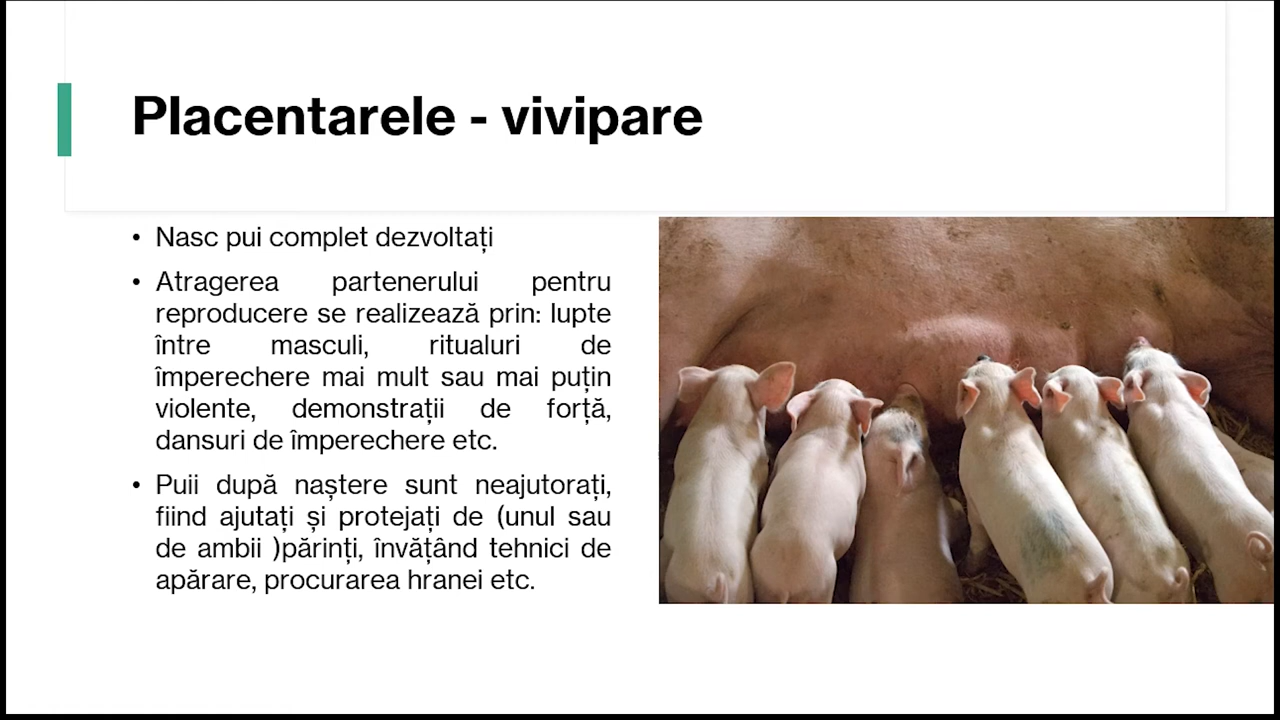 Placentarele - vivipare
• Nasc pui complet dezvoltați
• Atragerea partenerului pentru
reproducere se realizează prin: lupte
între masculi, ritualuri de
împerechere mai mult sau mai puțin
violente, demonstrații de forță,
dansuri de împerechere etc.
• Puii după naștere sunt neajutorați,
fiind ajutați și protejați de (unul sau
de ambii )părinți, învățând tehnici de
apărare, procurarea hranei etc.